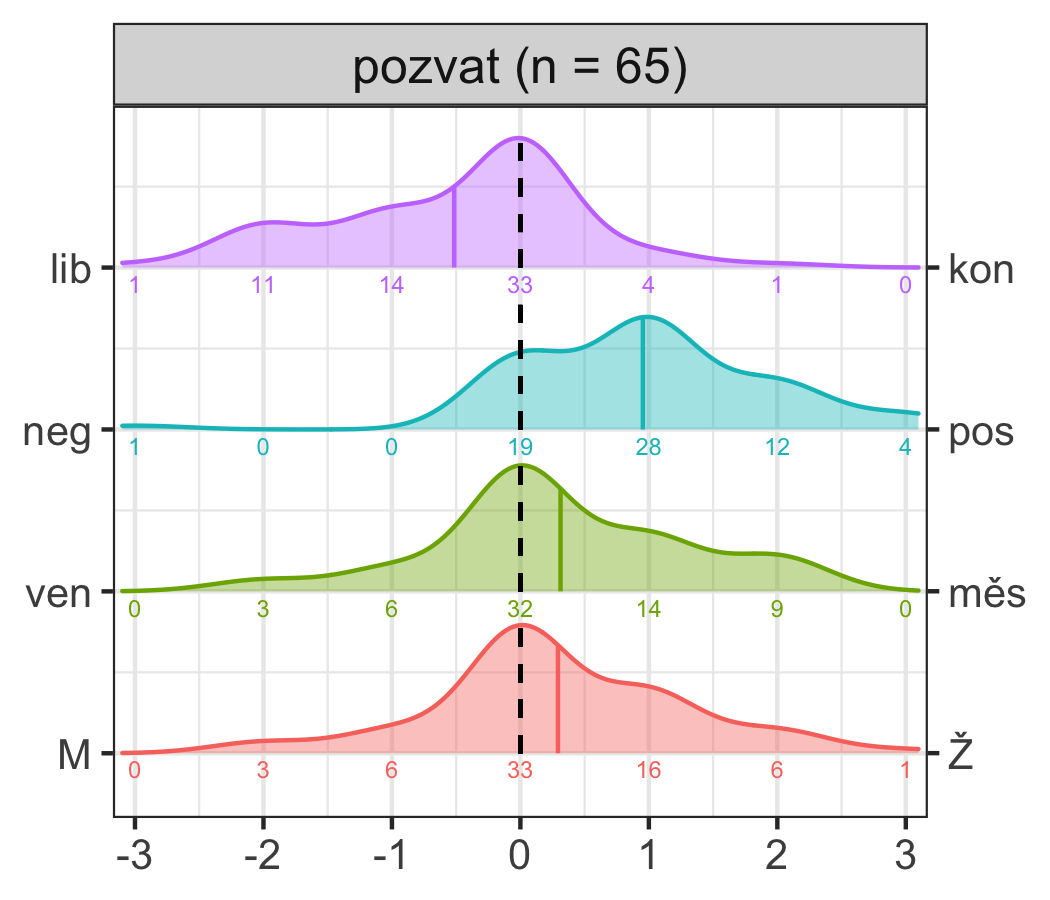 pozvat (n = 65)
lib kon
1 11 14 33 4 1 0
neg pos
1 0 0 19 28 12 4
ven měs
0 3 6 32 14 9 0
M Ž
0 3 6 33 16 6 1
-3 -2 -1 0 1 2 3